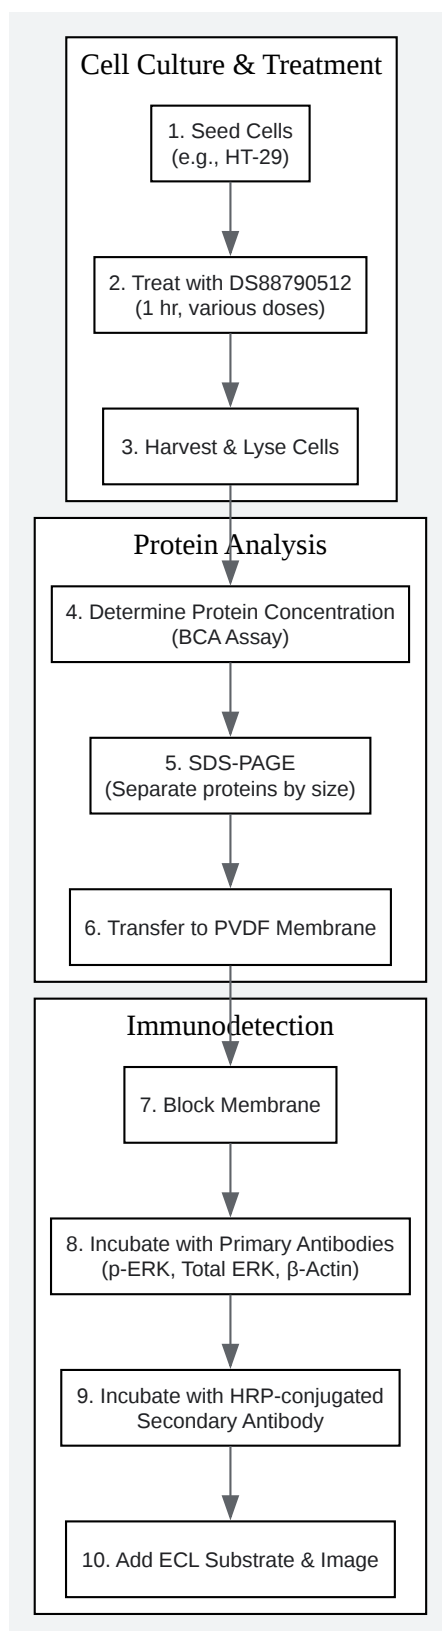 Cell Culture & Treatment
1. Seed Cells
(e.g., HT-29)
2. Treat with DS88790512
(1 hr, various doses)
3. Harvest & Lyse Cells
Protein Analysis
4. Determine Protein Concentration
(BCA Assay)
5. SDS-PAGE
(Separate proteins by size)
6. Transfer to PVDF Membrane
Immunodetection
7. Block Membrane
8. Incubate with Primary Antibodies
(p-ERK, Total ERK, β-Actin)
9. Incubate with HRP-conjugated
Secondary Antibody
10. Add ECL Substrate & Image